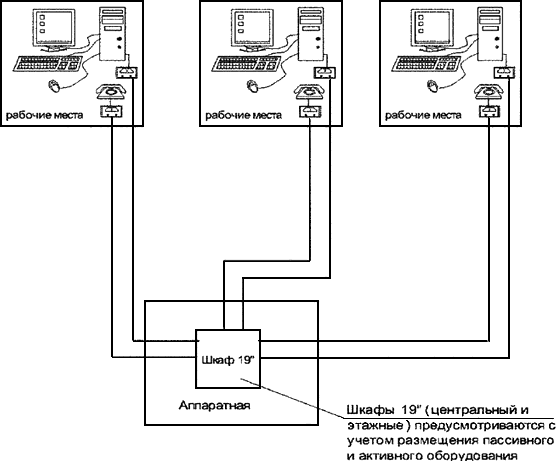 рабочие места
рабочие места
рабочие места
Шкаф 19"
Аппаратная
Шкафы 19" (центральный и
этажные) предусматриваются с
учетом размещения пассивного
и активного оборудования